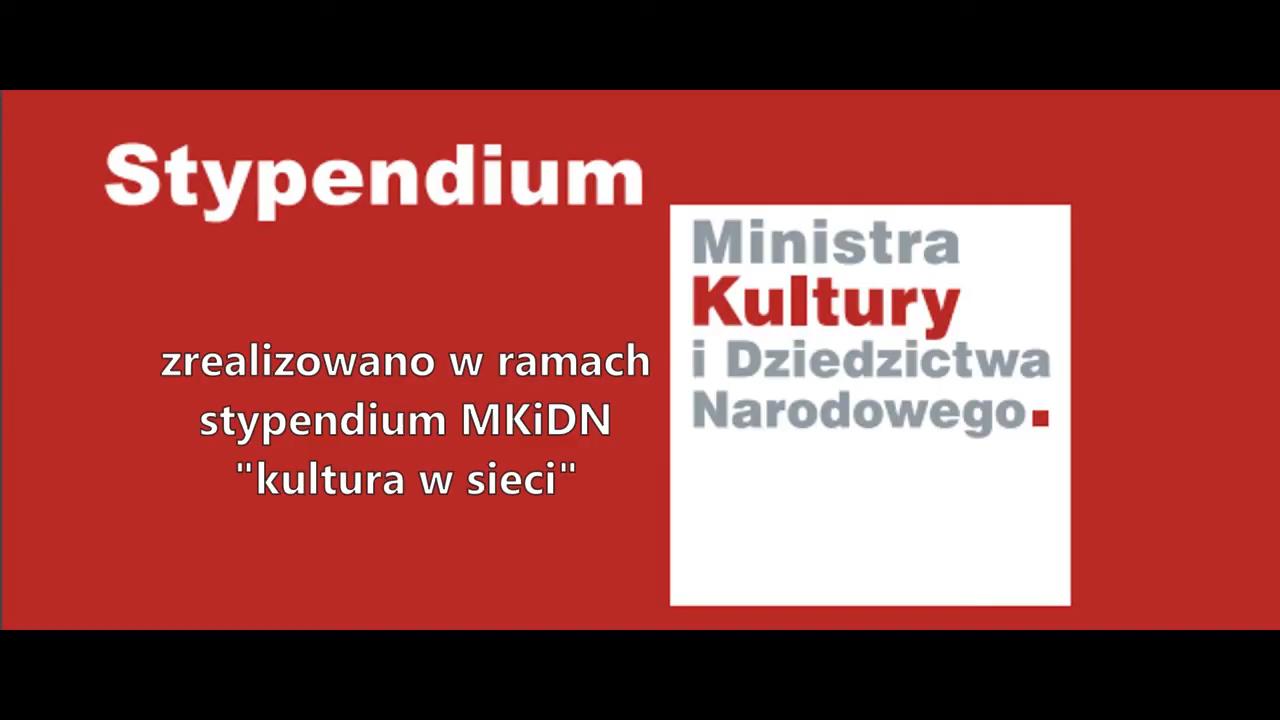 Stypendium
Ministra
Kultury
i Dziedzictwa
Narodowego.
zrealizowano w ramach
stypendium MKiDN
"kultura w sieci"